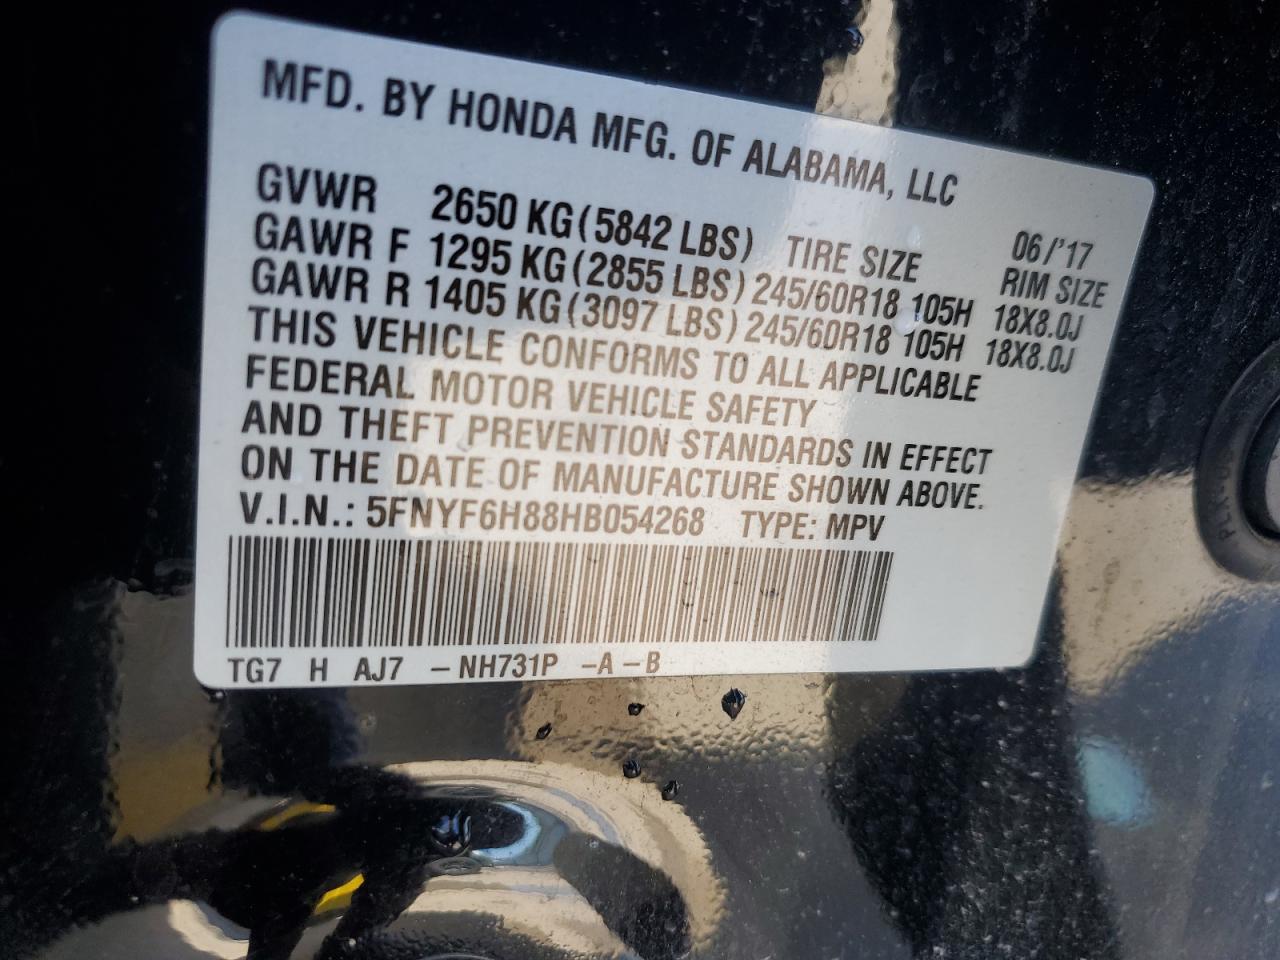 MFD. BY HONDA MFG. OF ALABAMA, LLC
GVWR 2650 KG (5842 LBS) 06/'17
TIRE SIZE RIM SIZE
GAWR F 1295 KG (2855 LBS) 245/60R18 105H 18X8.0J
GAWR R 1405 KG (3097 LBS) 245/60R18 105H 18X8.0J
THIS VEHICLE CONFORMS TO ALL APPLICABLE
FEDERAL MOTOR VEHICLE SAFETY
AND THEFT PREVENTION STANDARDS IN EFFECT
ON THE DATE OF MANUFACTURE SHOWN ABOVE.
V.I.N.: 5FNYF6H88HB054268 TYPE: MPV
TG7 H AJ7 –NH731P –A –B